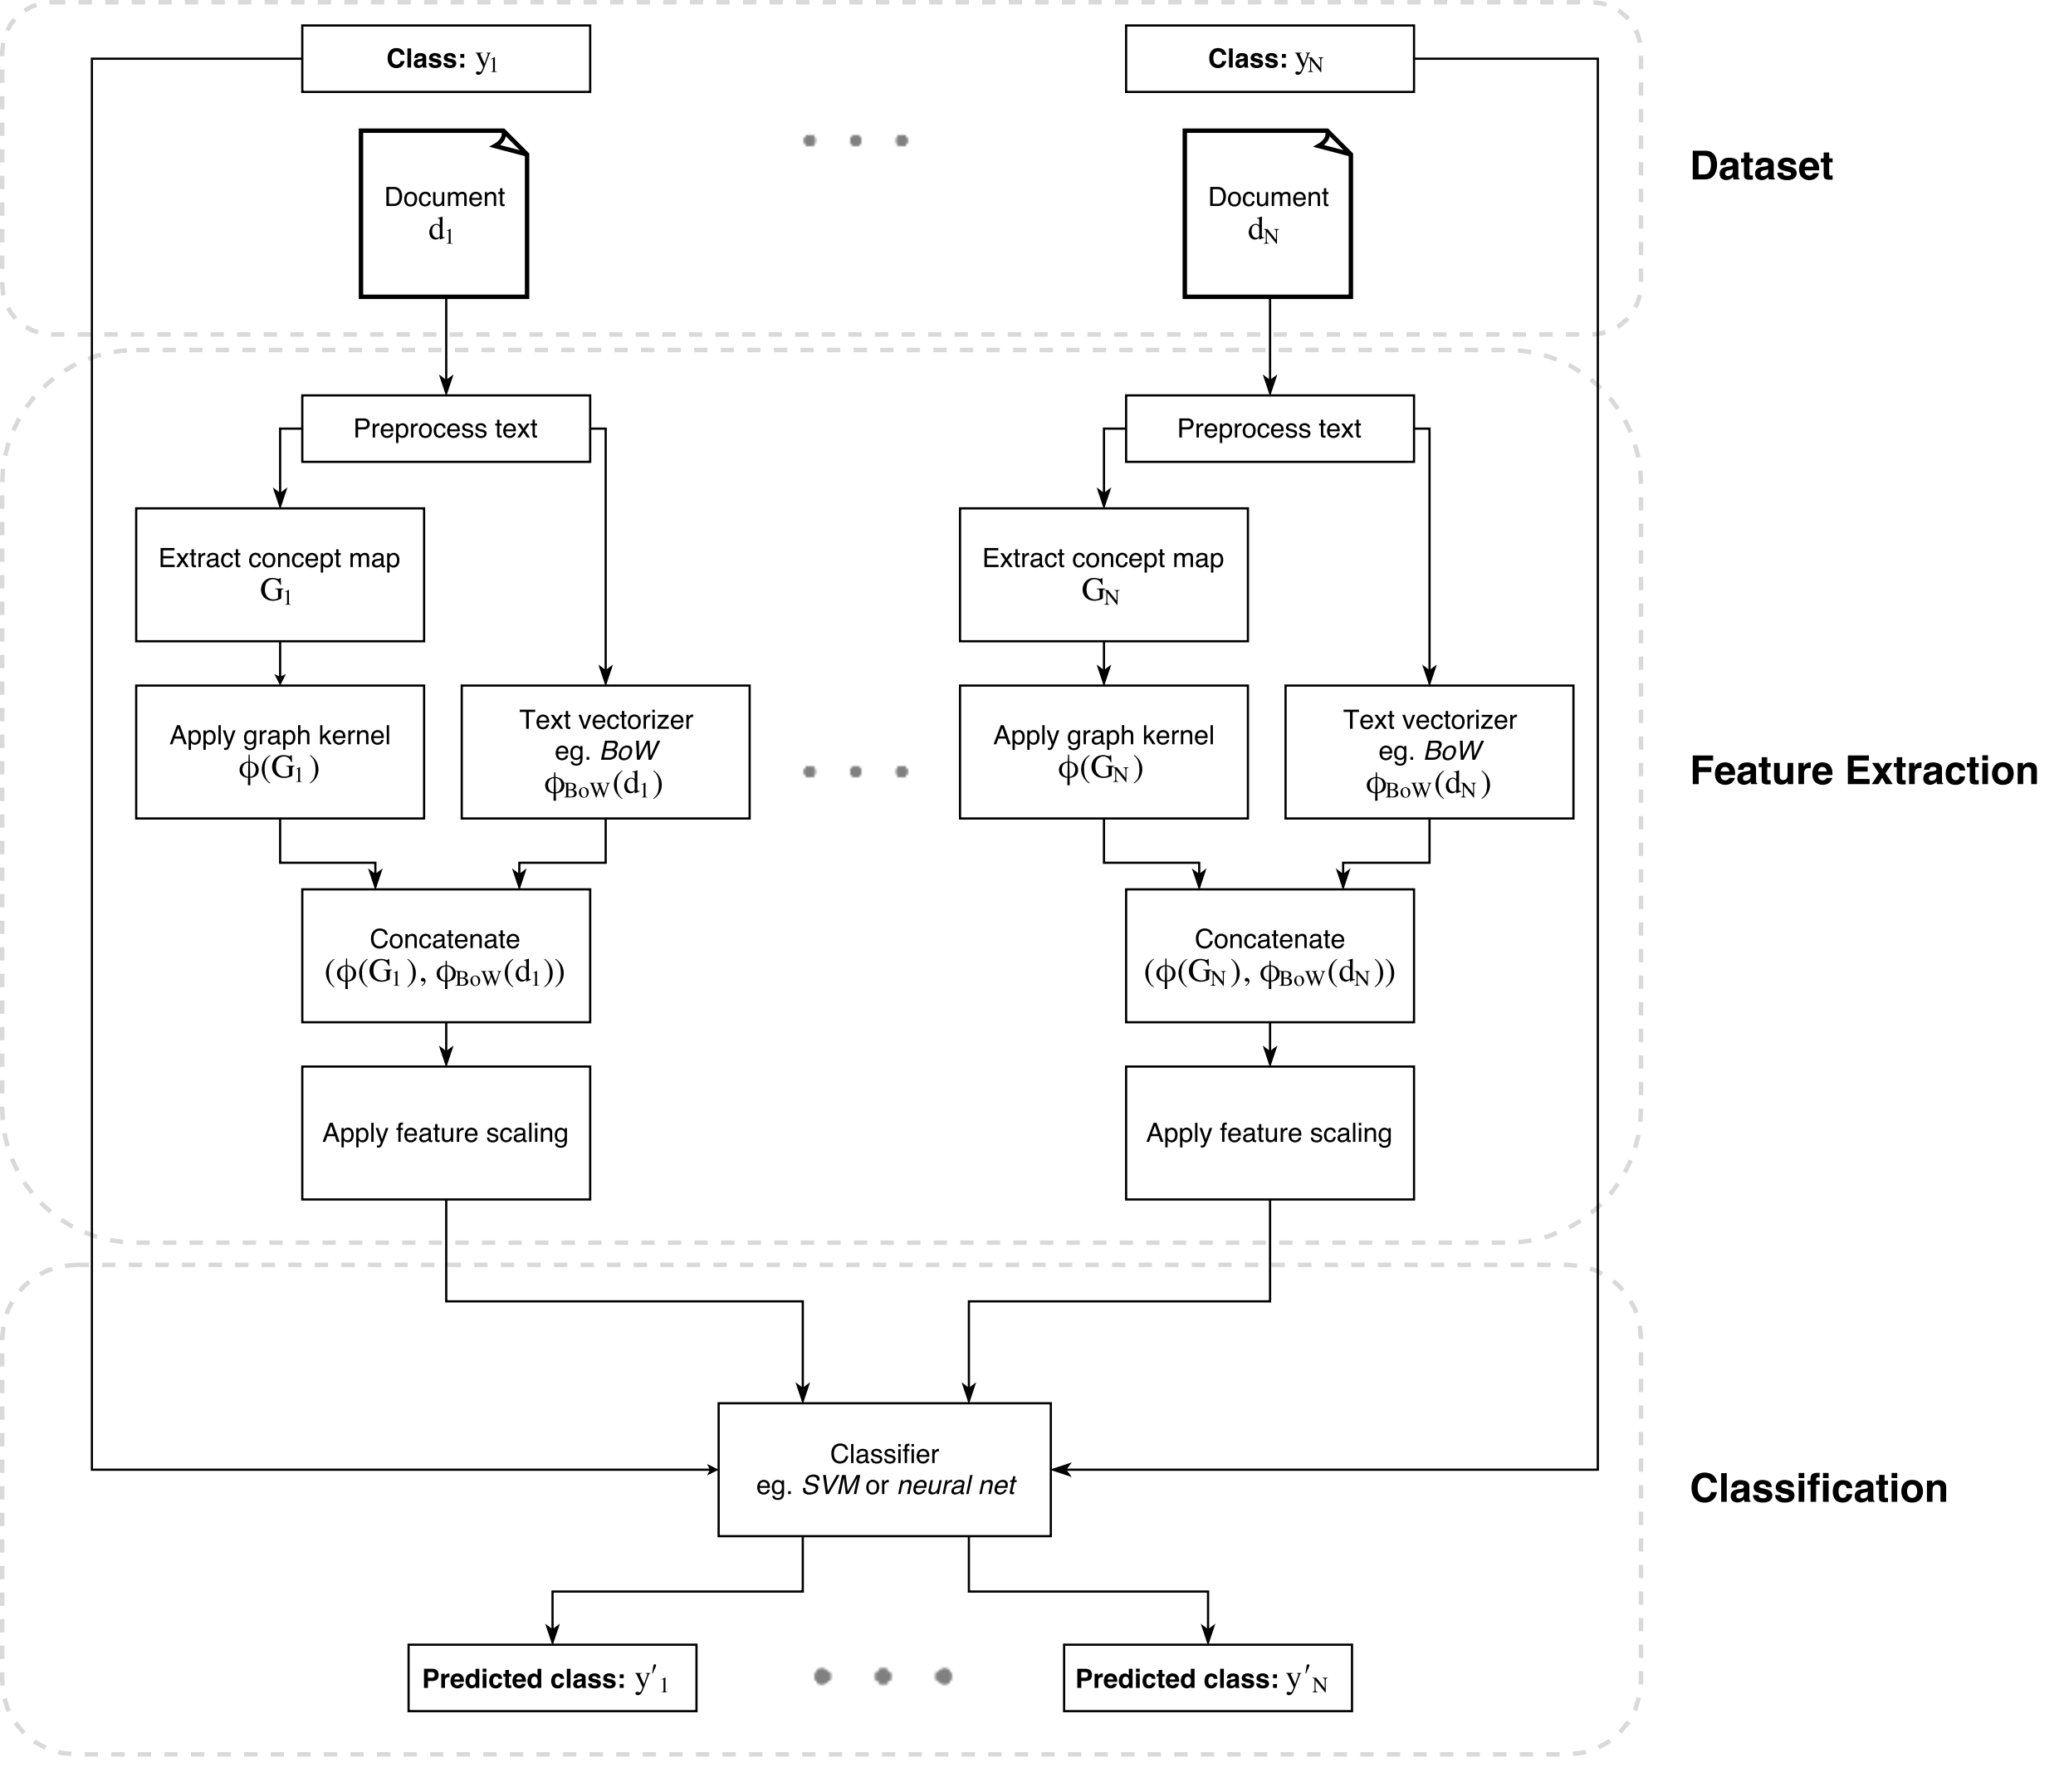 Class: y1
Class: yN
Document
d1
Document
dN
Dataset
Preprocess text
Preprocess text
Extract concept map
G1
Extract concept map
GN
Apply graph kernel
ϕ(G1)
Text vectorizer
eg. BoW
ϕBoW(d1)
Apply graph kernel
ϕ(GN)
Text vectorizer
eg. BoW
ϕBoW(dN)
Feature Extraction
Concatenate
(ϕ(G1), ϕBoW(d1))
Concatenate
(ϕ(GN), ϕBoW(dN))
Apply feature scaling
Apply feature scaling
Classifier
eg. SVM or neural net
Classification
Predicted class: y′1
Predicted class: y′N